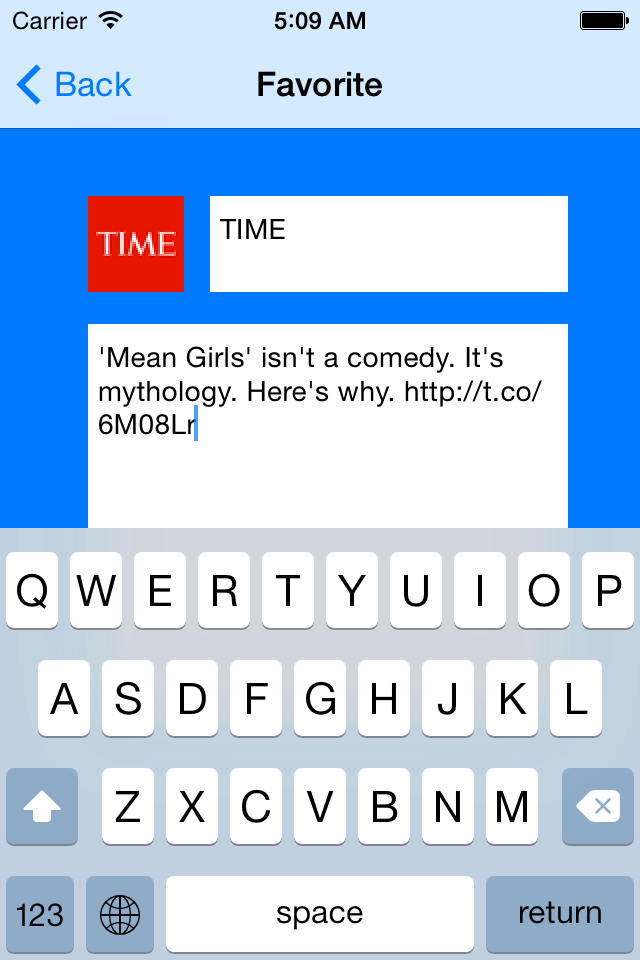 Carrier 5:09 AM
Back Favorite
TIME TIME
'Mean Girls' isn't a comedy. It's
mythology. Here's why. http://t.co/
6M08Lr
Q W E R T Y U I O P
A S D F G H J K L
Z X C V B N M
123 space return